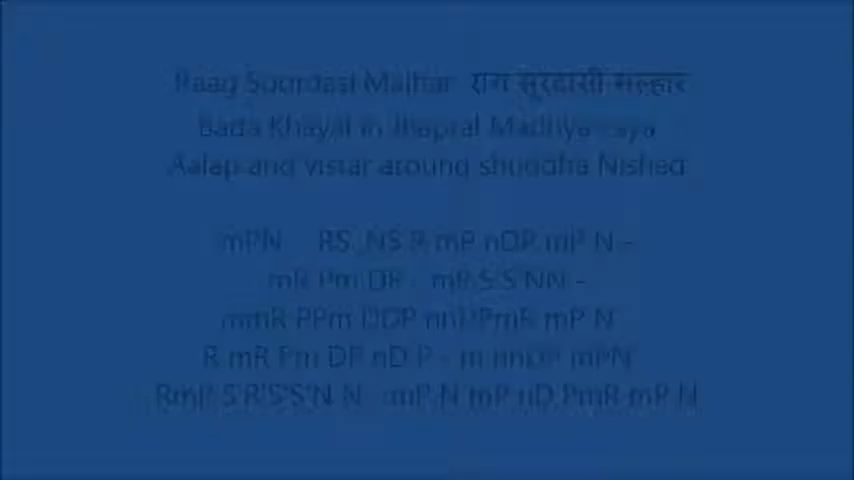 Raag Soordasi Malhar राग सूरदासी मल्हार
Bada Khayal in Jhaptal Madhya Laya
Aalap and vistar around shuddha Nishad
mPN RS ,NS R mP nDP mP N -
mR Pm DP - mP S'S' NN -
mmR PPm DDP nnDPmR mP N
R mR Pm DP nD P - m nnDP mPN
RmP S'R'S'S'N N mP N mP nD PmR mP N